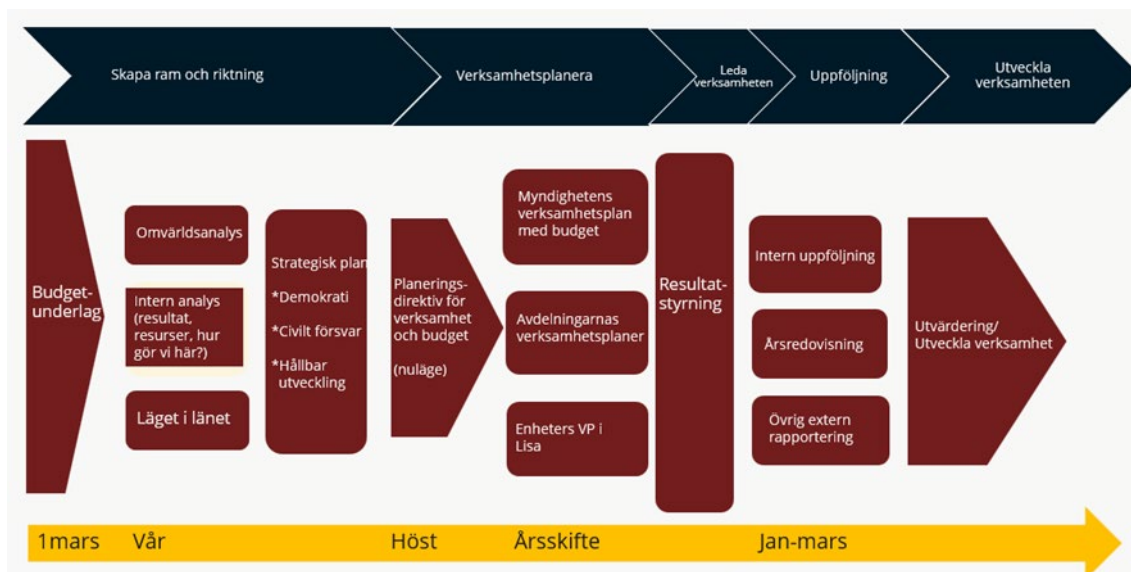 Skapa ram och riktning
Verksamhetsplanera
Leda
verksamheten
Uppföljning
Utveckla
verksamheten
Budget-
underlag
Omvärldsanalys
Intern analys
(resultat,
resurser, hur
gör vi här?)
Läget i länet
Strategisk plan
*Demokrati
*Civilt försvar
*Hållbar
utveckling
Planerings-
direktiv för
verksamhet
och budget
(nuläge)
Myndighetens
verksamhetsplan
med budget
Avdelningarnas
verksamhetsplaner
Enheters VP i
Lisa
Resultat-
styrning
Intern uppföljning
Årsredovisning
Övrig extern
rapportering
Utvärdering/
Utveckla verksamhet
1mars
Vår
Höst
Årsskifte
Jan-mars